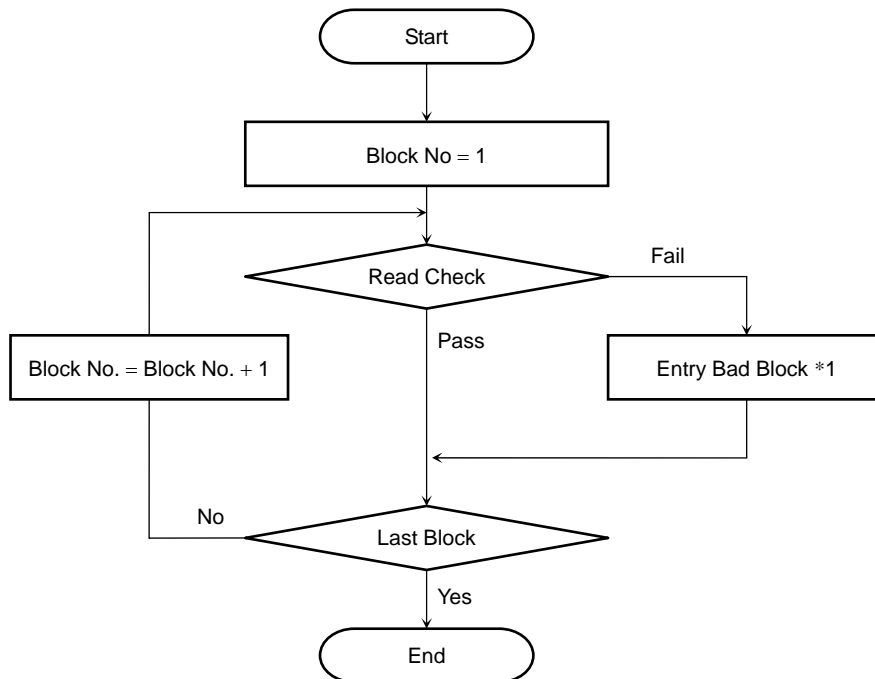 Start
Block No = 1
Read Check
Fail
Pass
Block No. = Block No. + 1
Entry Bad Block *1
No
Last Block
Yes
End